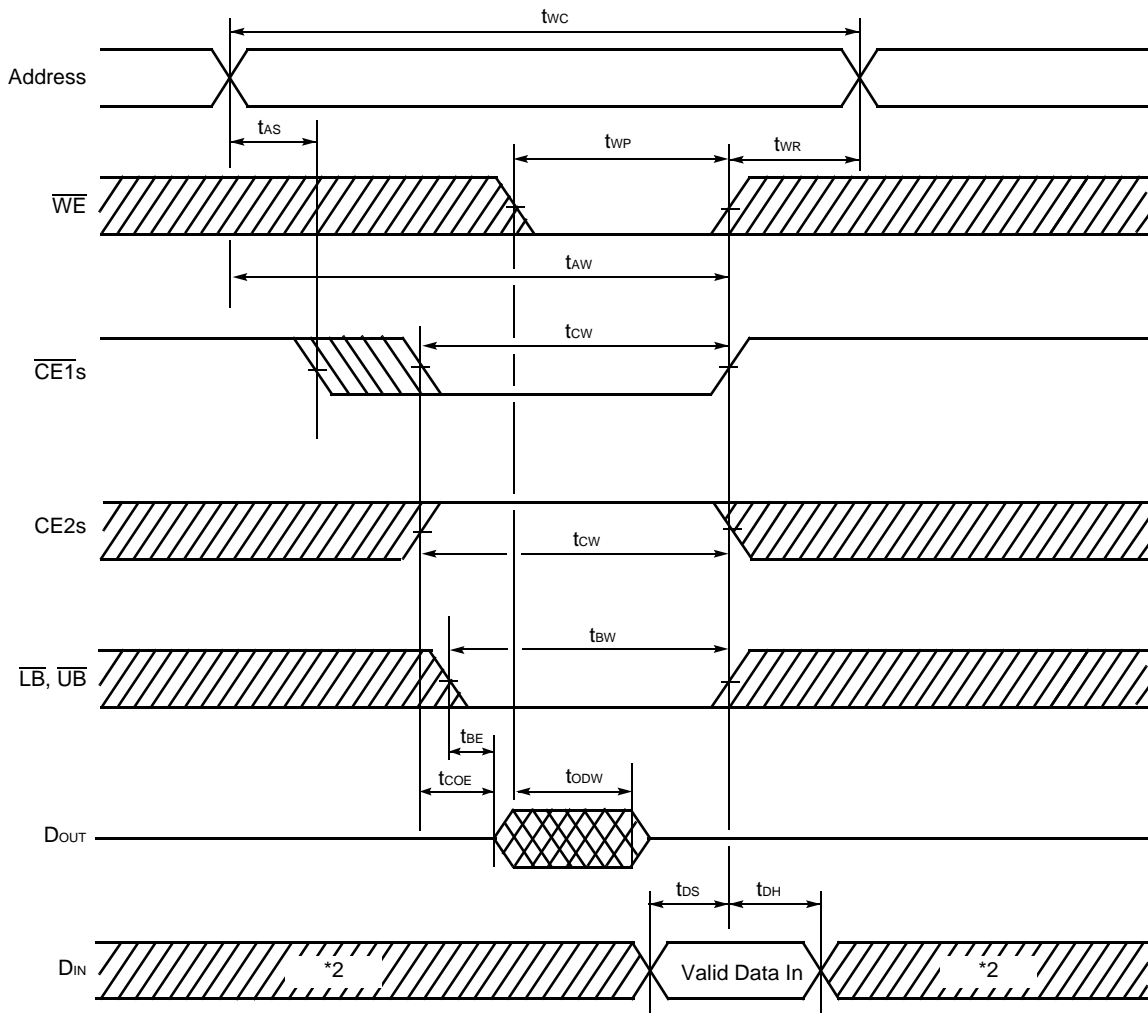 tWC
Address
tAS
tWP
tWR
WE
tAW
tCW
CE1s
CE2s
tCW
tBW
LB, UB
tBE
tCOE
tODW
DOUT
tDS
tDH
DIN
*2
Valid Data In
*2